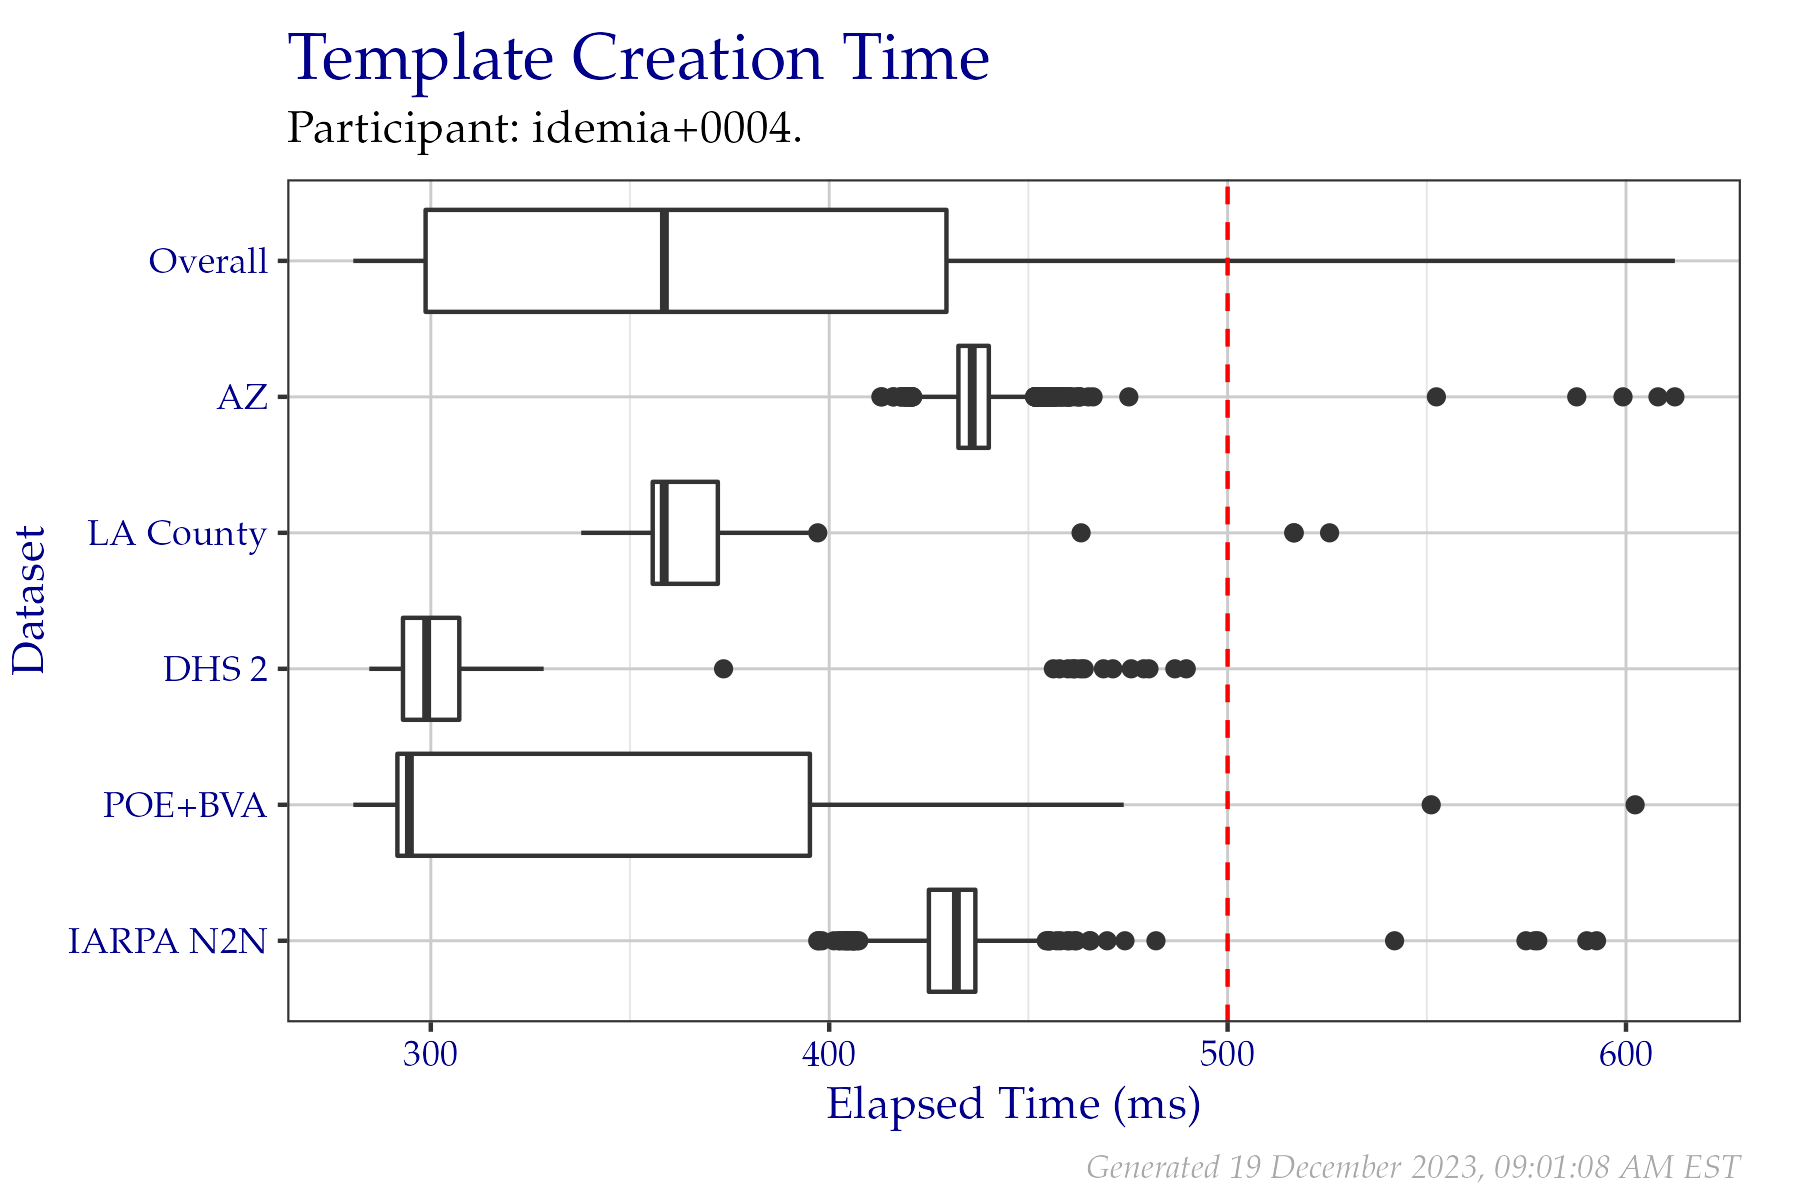 Template Creation Time
Participant: idemia+0004.
Dataset
Overall
AZ
LA County
DHS 2
POE+BVA
IARPA N2N
300 400 500 600
Elapsed Time (ms)
Generated 19 December 2023, 09:01:08 AM EST